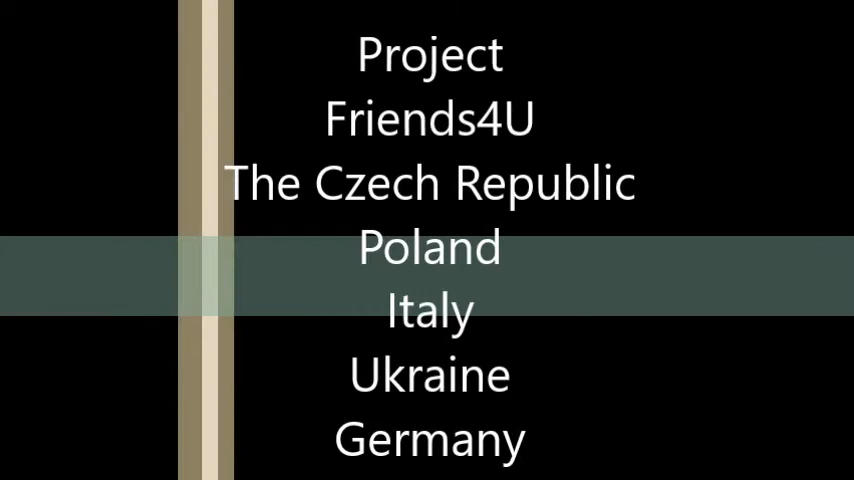 Project
Friends4U
The Czech Republic
Poland
Italy
Ukraine
Germany